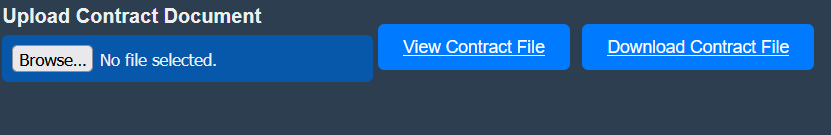 Upload Contract Document
Browse... No file selected.
View Contract File
Download Contract File